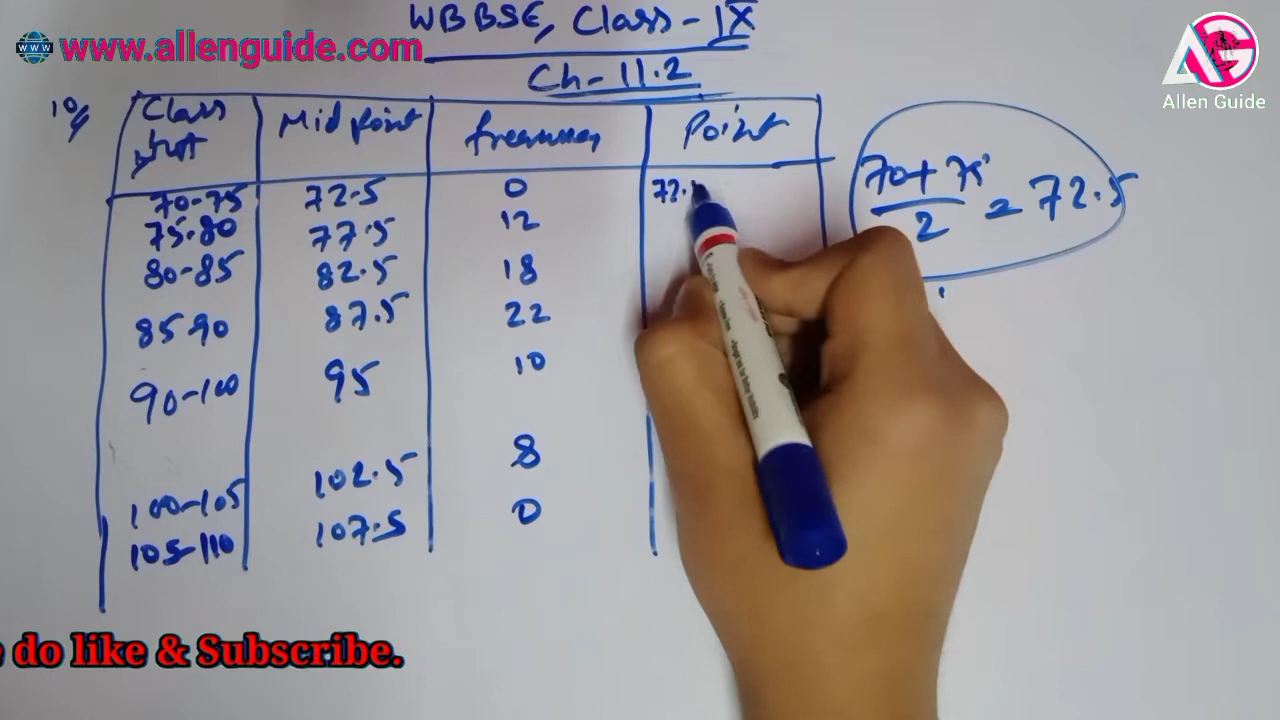 WBBSE, Class - IX
www.allenguide.com
Ch - 11.2
Allen Guide
10/
Class Mid point frequency Point
70-75 72.5 0 72.
75-80 77.5 12
80-85 82.5 18
85-90 87.5 22
90-100 95 10
100-105 102.5 8
105-110 107.5 0
70+75/2 = 72.5
do like & Subscribe.